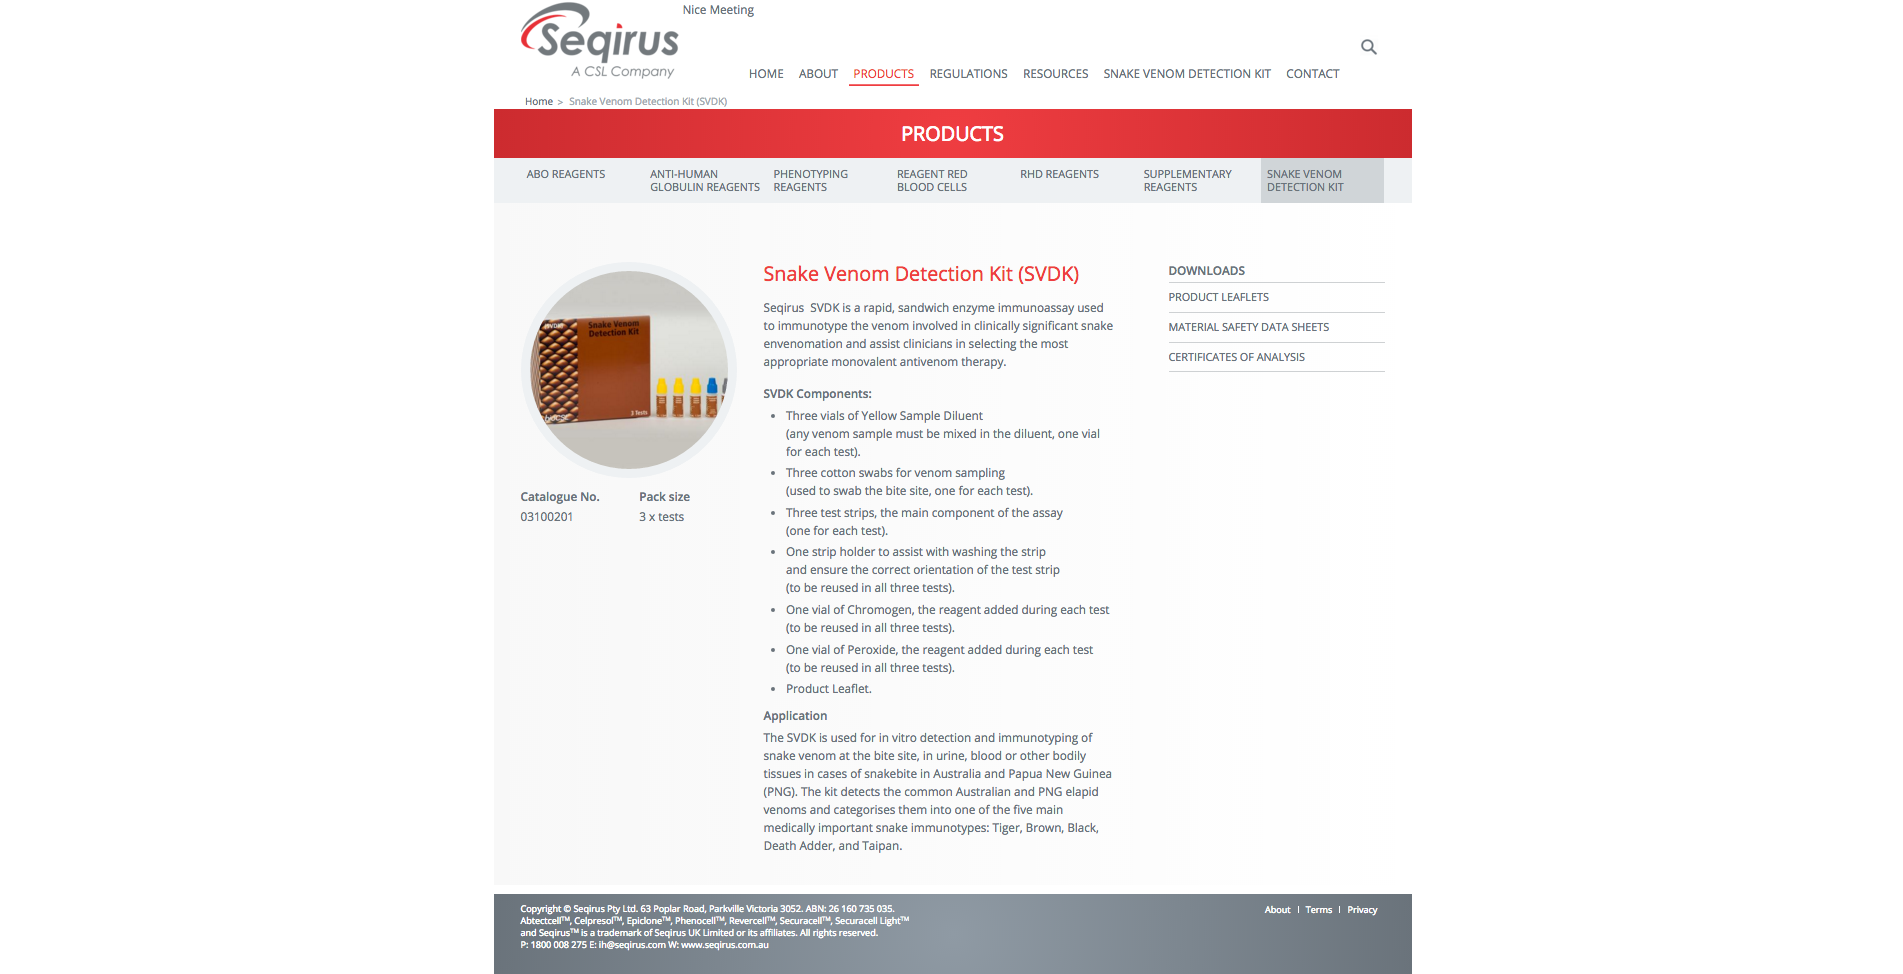 Nice Meeting
Seqirus
A CSL Company
HOME ABOUT PRODUCTS REGULATIONS RESOURCES SNAKE VENOM DETECTION KIT CONTACT
Home > Snake Venom Detection Kit (SVDK)
PRODUCTS
ABO REAGENTS
ANTI-HUMAN
GLOBULIN REAGENTS
PHENOTYPING
REAGENTS
REAGENT RED
BLOOD CELLS
RHD REAGENTS
SUPPLEMENTARY
REAGENTS
SNAKE VENOM
DETECTION KIT
(SVDK)
Snake Venom
Detection Kit
3 Tests
Catalogue No. Pack size
03100201 3 x tests
Snake Venom Detection Kit (SVDK)
Seqirus SVDK is a rapid, sandwich enzyme immunoassay used
to immunotype the venom involved in clinically significant snake
envenomation and assist clinicians in selecting the most
appropriate monovalent antivenom therapy.
SVDK Components:
• Three vials of Yellow Sample Diluent
(any venom sample must be mixed in the diluent, one vial
for each test).
• Three cotton swabs for venom sampling
(used to swab the bite site, one for each test).
• Three test strips, the main component of the assay
(one for each test).
• One strip holder to assist with washing the strip
and ensure the correct orientation of the test strip
(to be reused in all three tests).
• One vial of Chromogen, the reagent added during each test
(to be reused in all three tests).
• One vial of Peroxide, the reagent added during each test
(to be reused in all three tests).
• Product Leaflet.
Application
The SVDK is used for in vitro detection and immunotyping of
snake venom at the bite site, in urine, blood or other bodily
tissues in cases of snakebite in Australia and Papua New Guinea
(PNG). The kit detects the common Australian and PNG elapid
venoms and categorises them into one of the five main
medically important snake immunotypes: Tiger, Brown, Black,
Death Adder, and Taipan.
DOWNLOADS
PRODUCT LEAFLETS
MATERIAL SAFETY DATA SHEETS
CERTIFICATES OF ANALYSIS
Copyright © Seqirus Pty Ltd. 63 Poplar Road, Parkville Victoria 3052. ABN: 26 160 735 035.
Abtectcell™, Celpresol™, Epiclone™, Phenocell™, Revercell™, Securacell™, Securacell Light™
and Seqirus™ is a trademark of Seqirus UK Limited or its affiliates. All rights reserved.
P: 1800 008 275 E: ih@seqirus.com W: www.seqirus.com.au
About | Terms | Privacy